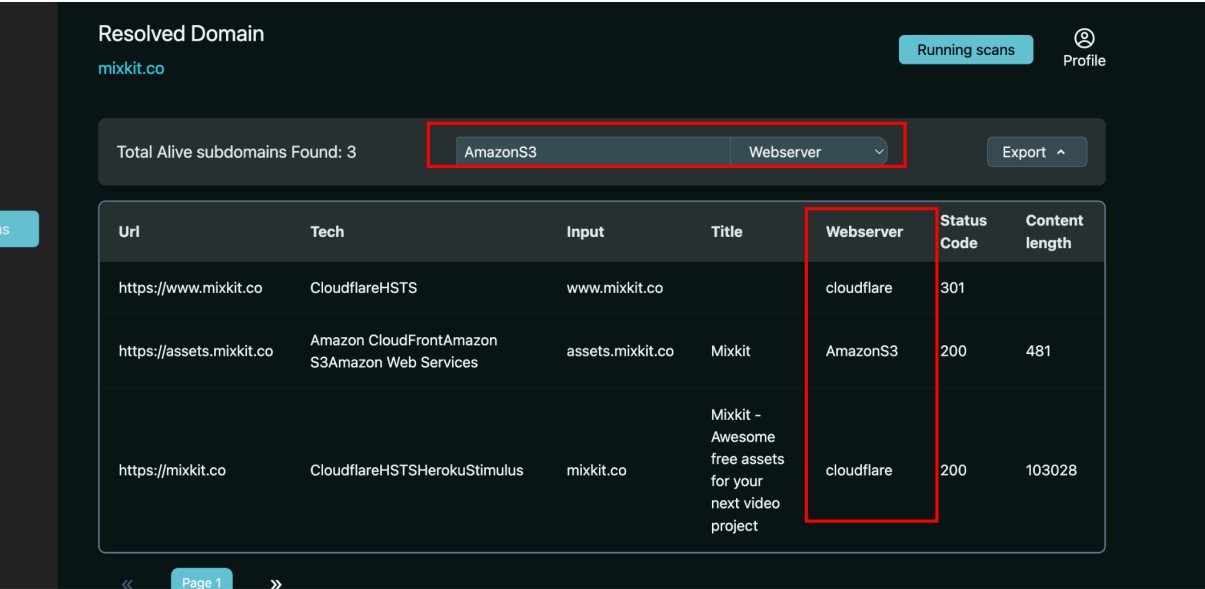 Resolved Domain
mixkit.co
Running scans
Profile
Total Alive subdomains Found: 3
AmazonS3
Webserver
Export
Url Tech Input Title Webserver Status Code Content length
https://www.mixkit.co CloudflareHSTS www.mixkit.co cloudflare 301
https://assets.mixkit.co Amazon CloudFrontAmazon S3Amazon Web Services assets.mixkit.co Mixkit AmazonS3 200 481
https://mixkit.co CloudflareHSTSHerokuStimulus mixkit.co Mixkit - Awesome free assets for your next video project cloudflare 200 103028
« Page 1 »